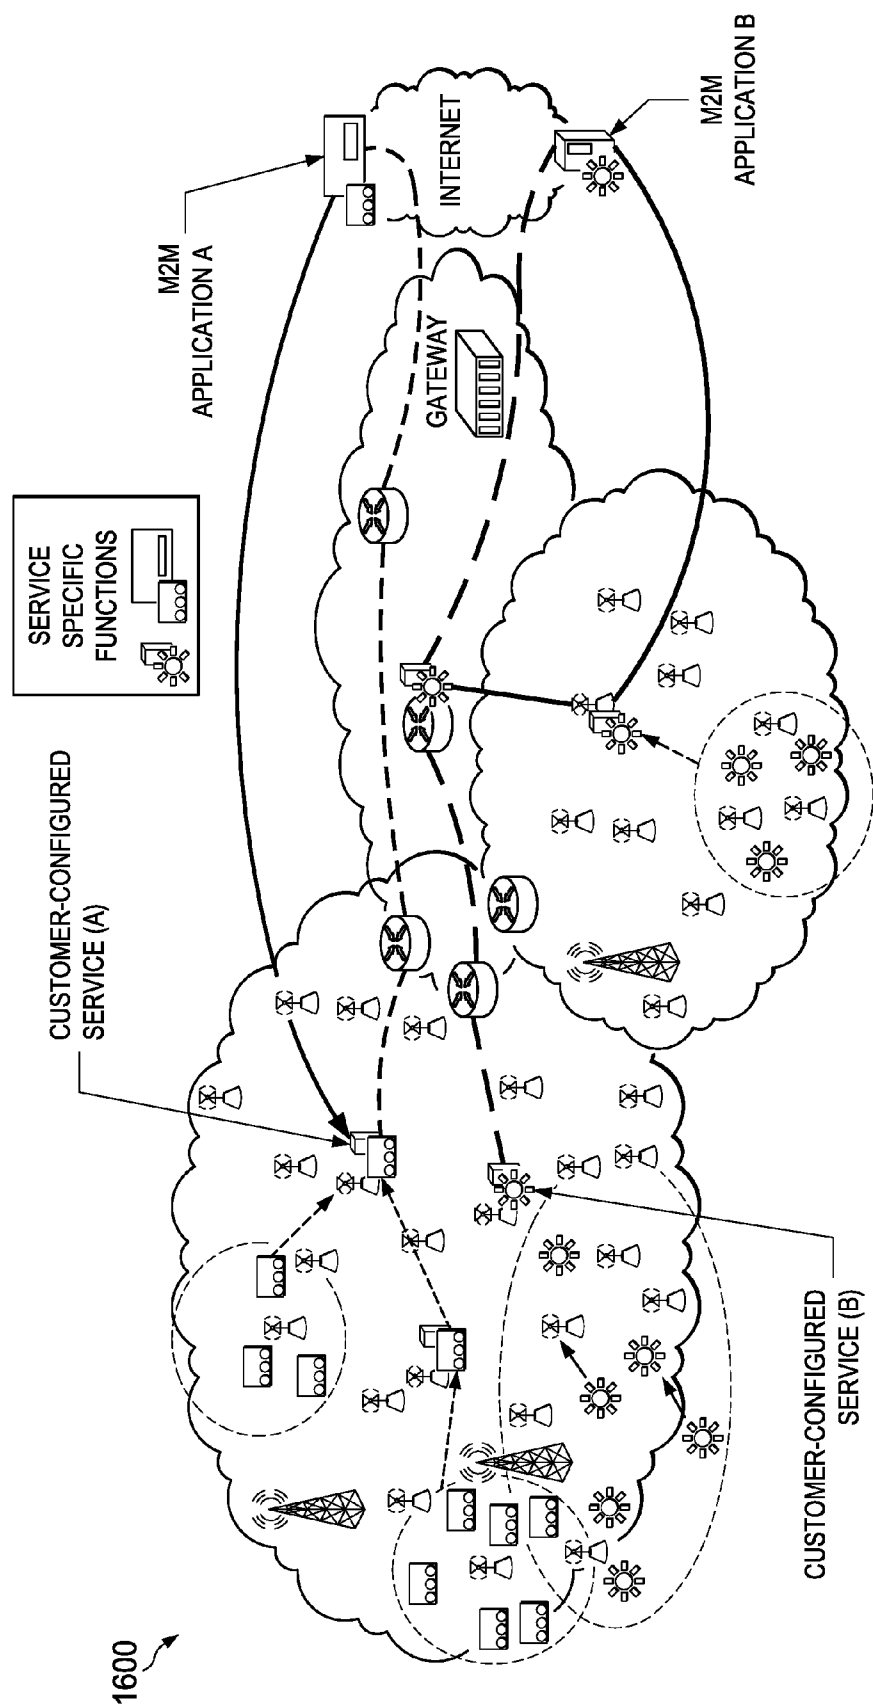 1600
SERVICE
SPECIFIC
FUNCTIONS
CUSTOMER-CONFIGURED
SERVICE (A)
M2M
APPLICATION A
GATEWAY
INTERNET
CUSTOMER-CONFIGURED
SERVICE (B)
M2M
APPLICATION B